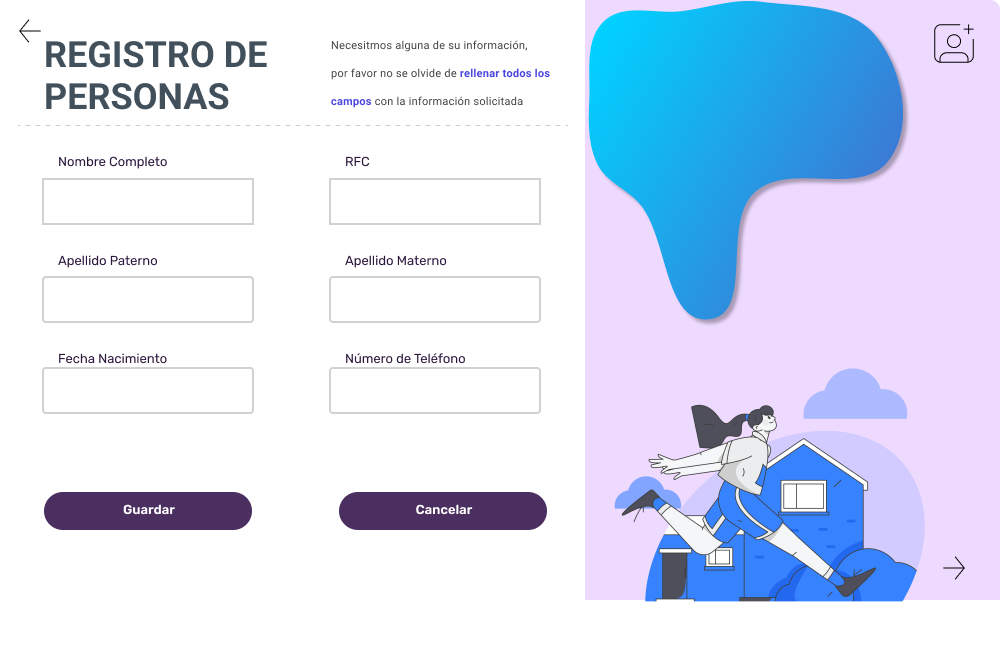 REGISTRO DE
PERSONAS
Necesitmos alguna de su información,
por favor no se olvide de rellenar todos los
campos con la información solicitada
Nombre Completo
RFC
Apellido Paterno
Apellido Materno
Fecha Nacimiento
Número de Teléfono
Guardar
Cancelar